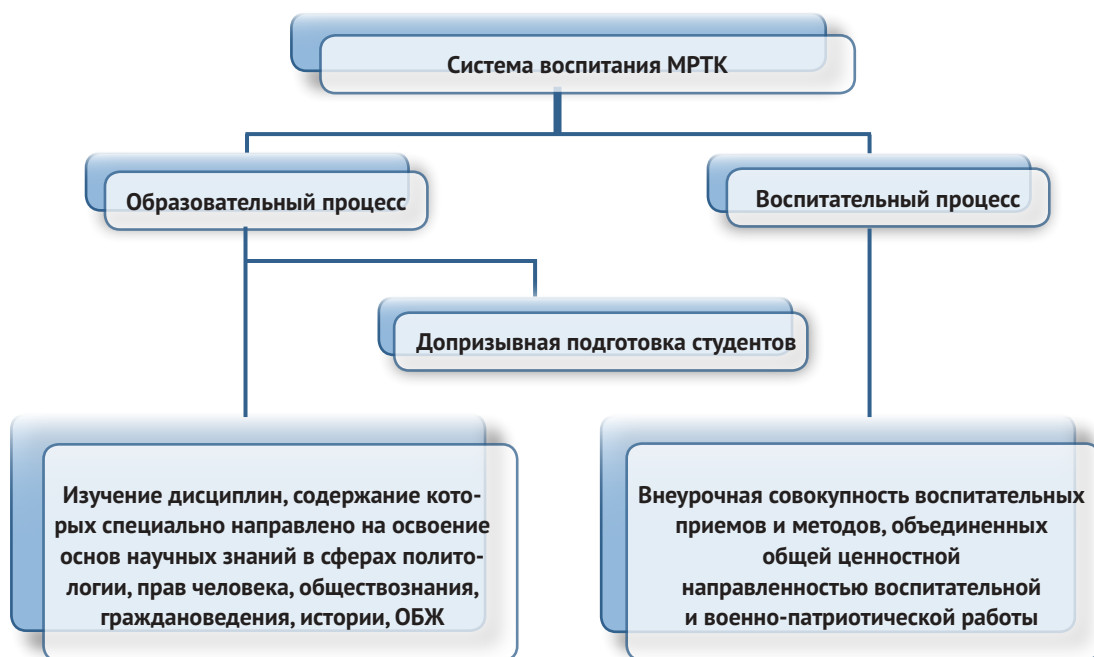 Система воспитания МРТК
Образовательный процесс
Воспитательный процесс
Допризывная подготовка студентов
Изучение дисциплин, содержание кото-
рых специально направлено на освоение
основ научных знаний в сферах полито-
логии, прав человека, обществознания,
граждановедения, истории, ОБЖ
Внеурочная совокупность воспитательных
приемов и методов, объединенных
общей ценностной
направленностью воспитательной
и военно-патриотической работы